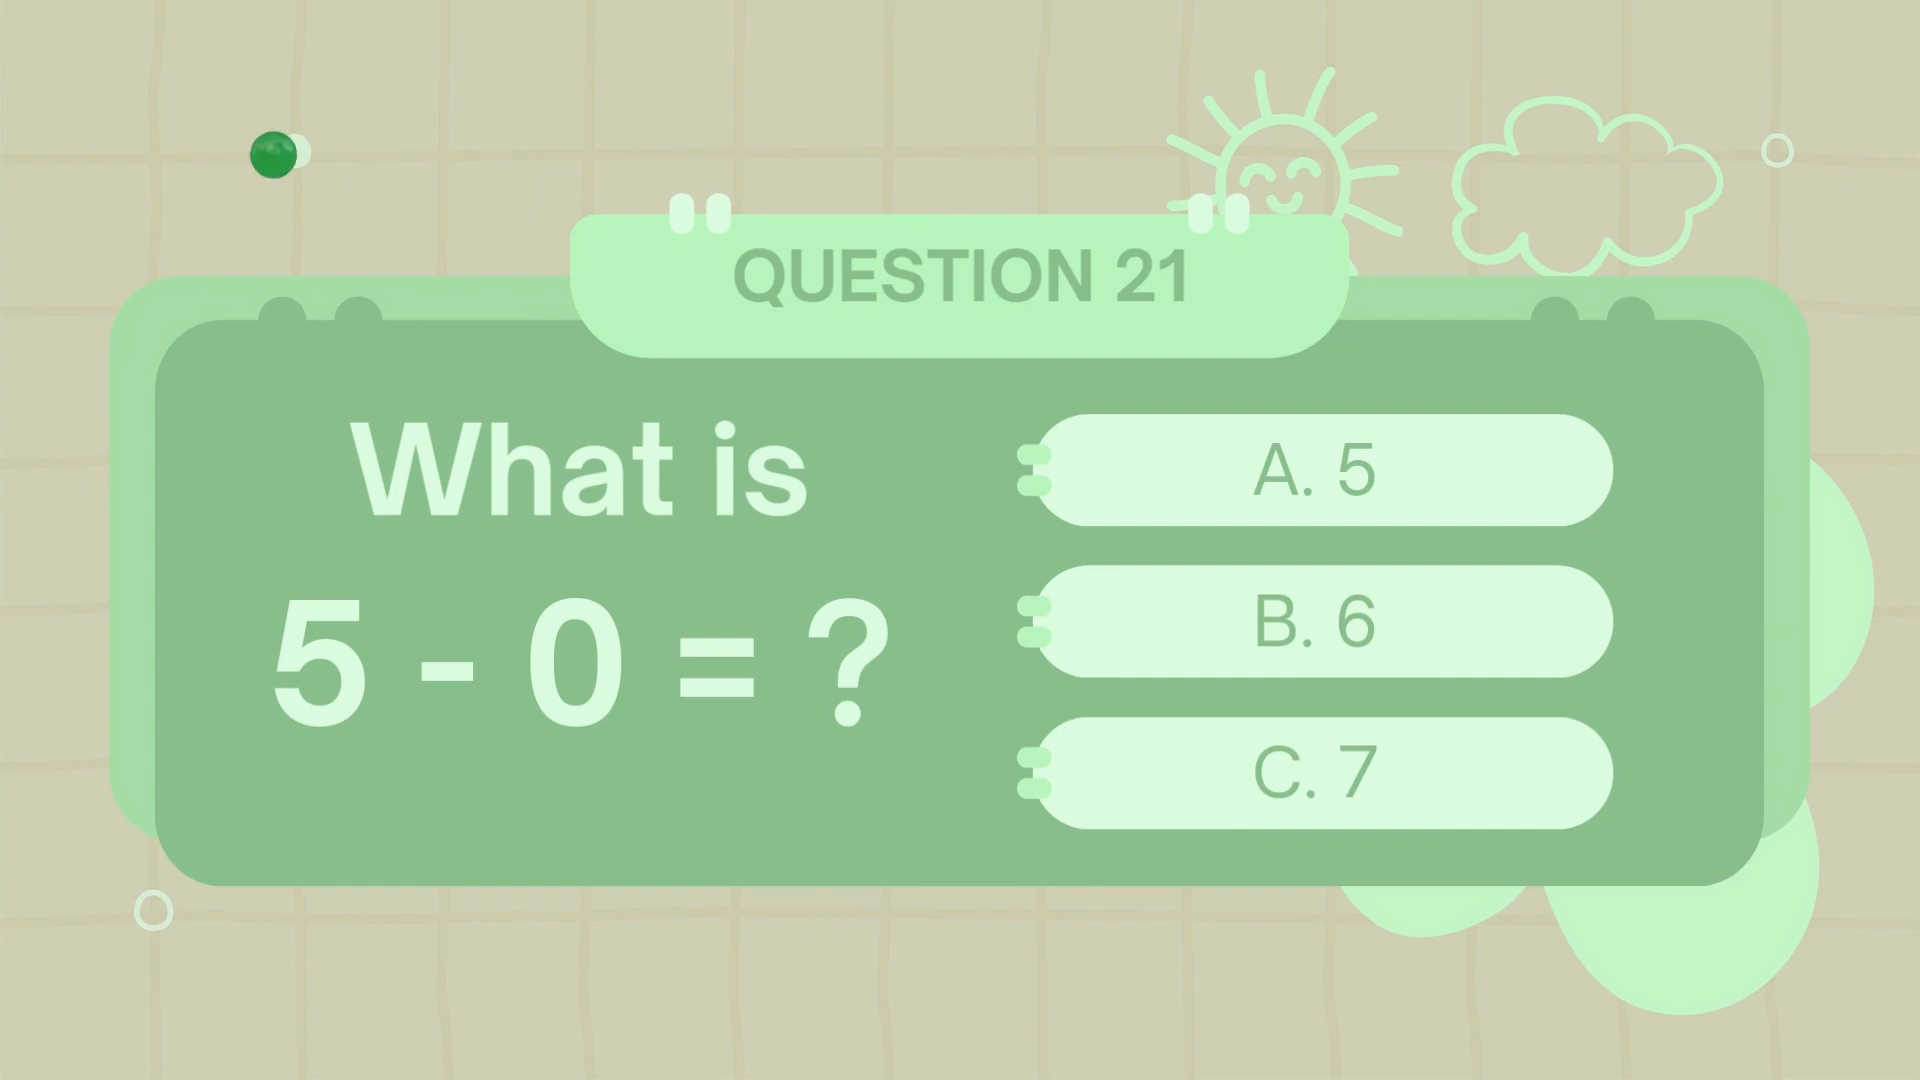 QUESTION 21
What is
5 - 0 = ?
A. 5
B. 6
C. 7